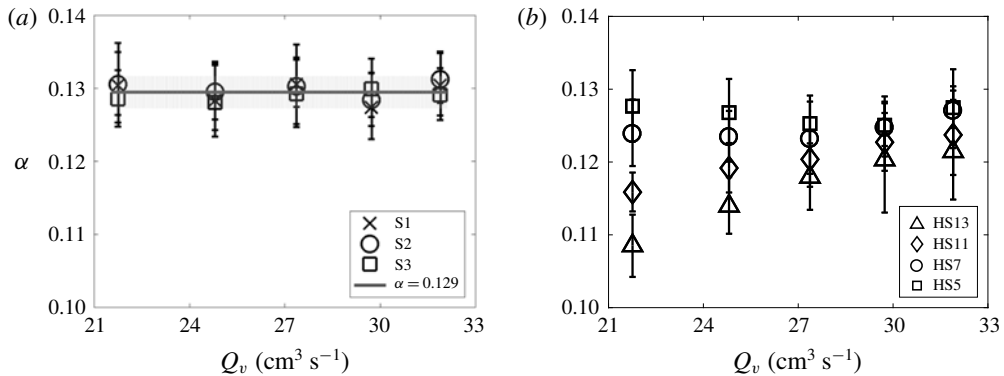 (a)
0.14
0.13
α
0.12
0.11
0.10
21
24
27
30
33
Q_v (cm³ s⁻¹)
S1
S2
S3
α = 0.129
(b)
0.14
0.13
0.12
0.11
0.10
21
24
27
30
33
Q_v (cm³ s⁻¹)
HS13
HS11
HS7
HS5